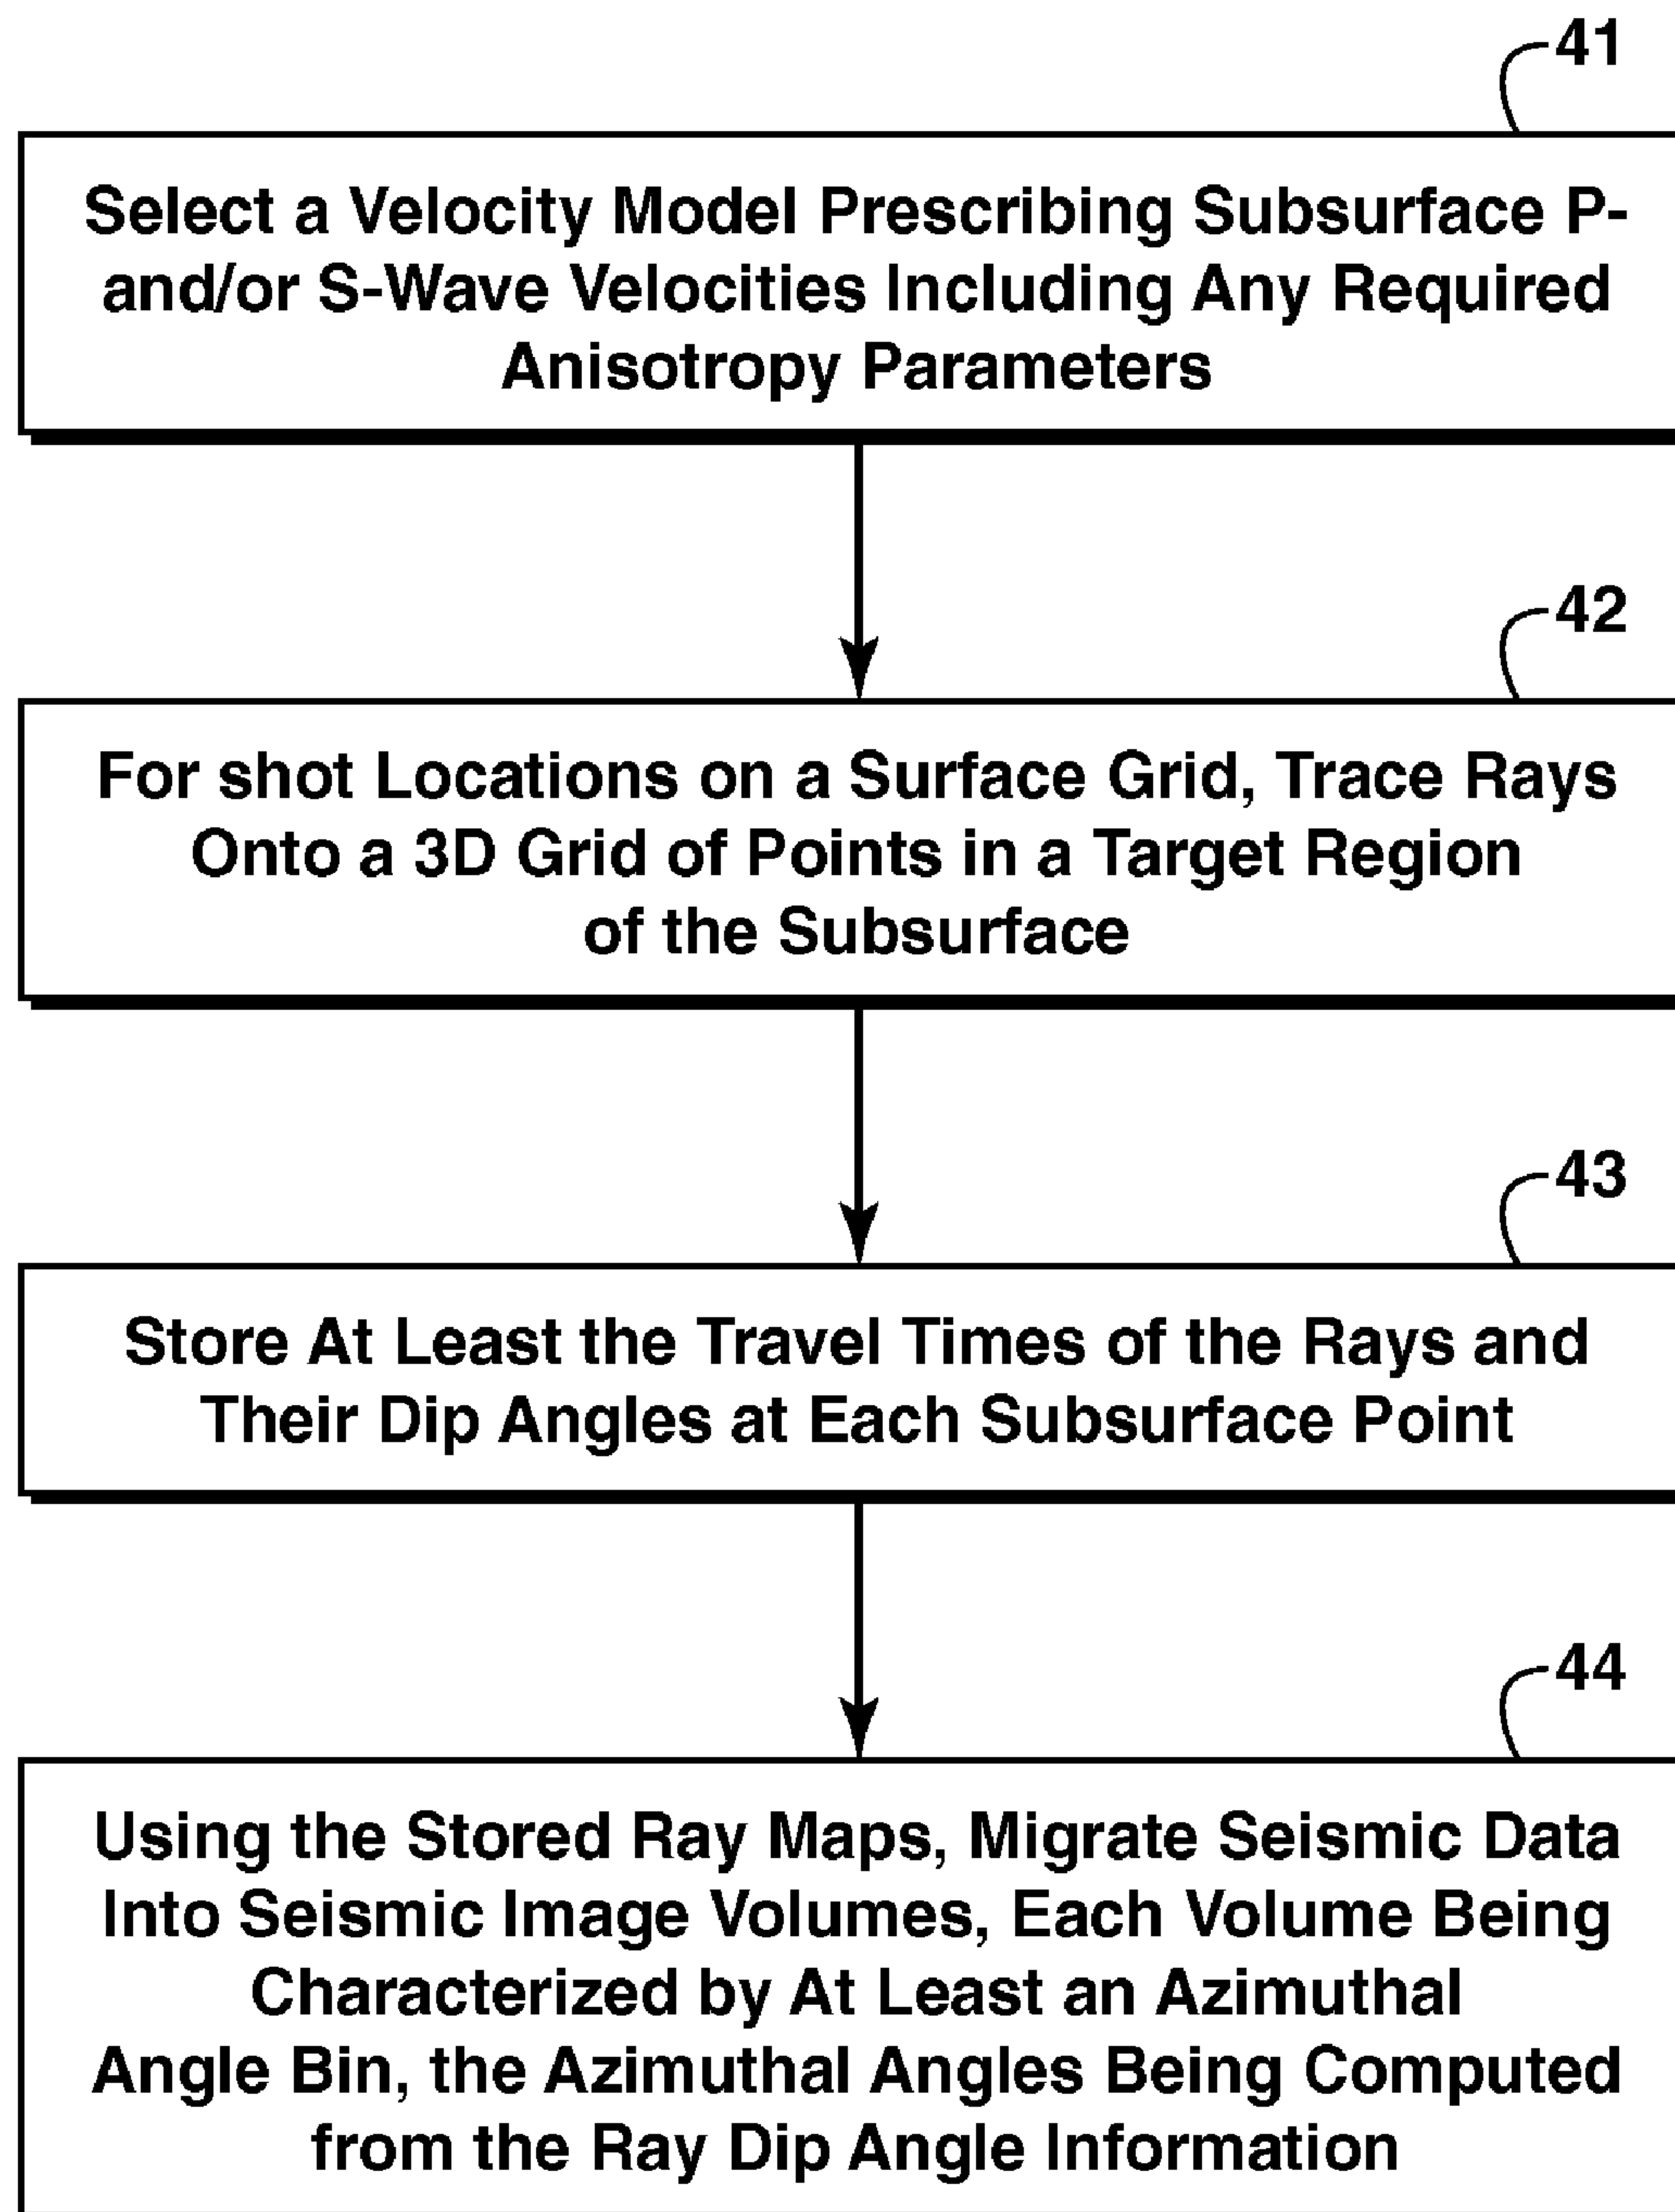 41
Select a Velocity Model Prescribing Subsurface P-
and/or S-Wave Velocities Including Any Required
Anisotropy Parameters
42
For shot Locations on a Surface Grid, Trace Rays
Onto a 3D Grid of Points in a Target Region
of the Subsurface
43
Store At Least the Travel Times of the Rays and
Their Dip Angles at Each Subsurface Point
44
Using the Stored Ray Maps, Migrate Seismic Data
Into Seismic Image Volumes, Each Volume Being
Characterized by At Least an Azimuthal
Angle Bin, the Azimuthal Angles Being Computed
from the Ray Dip Angle Information